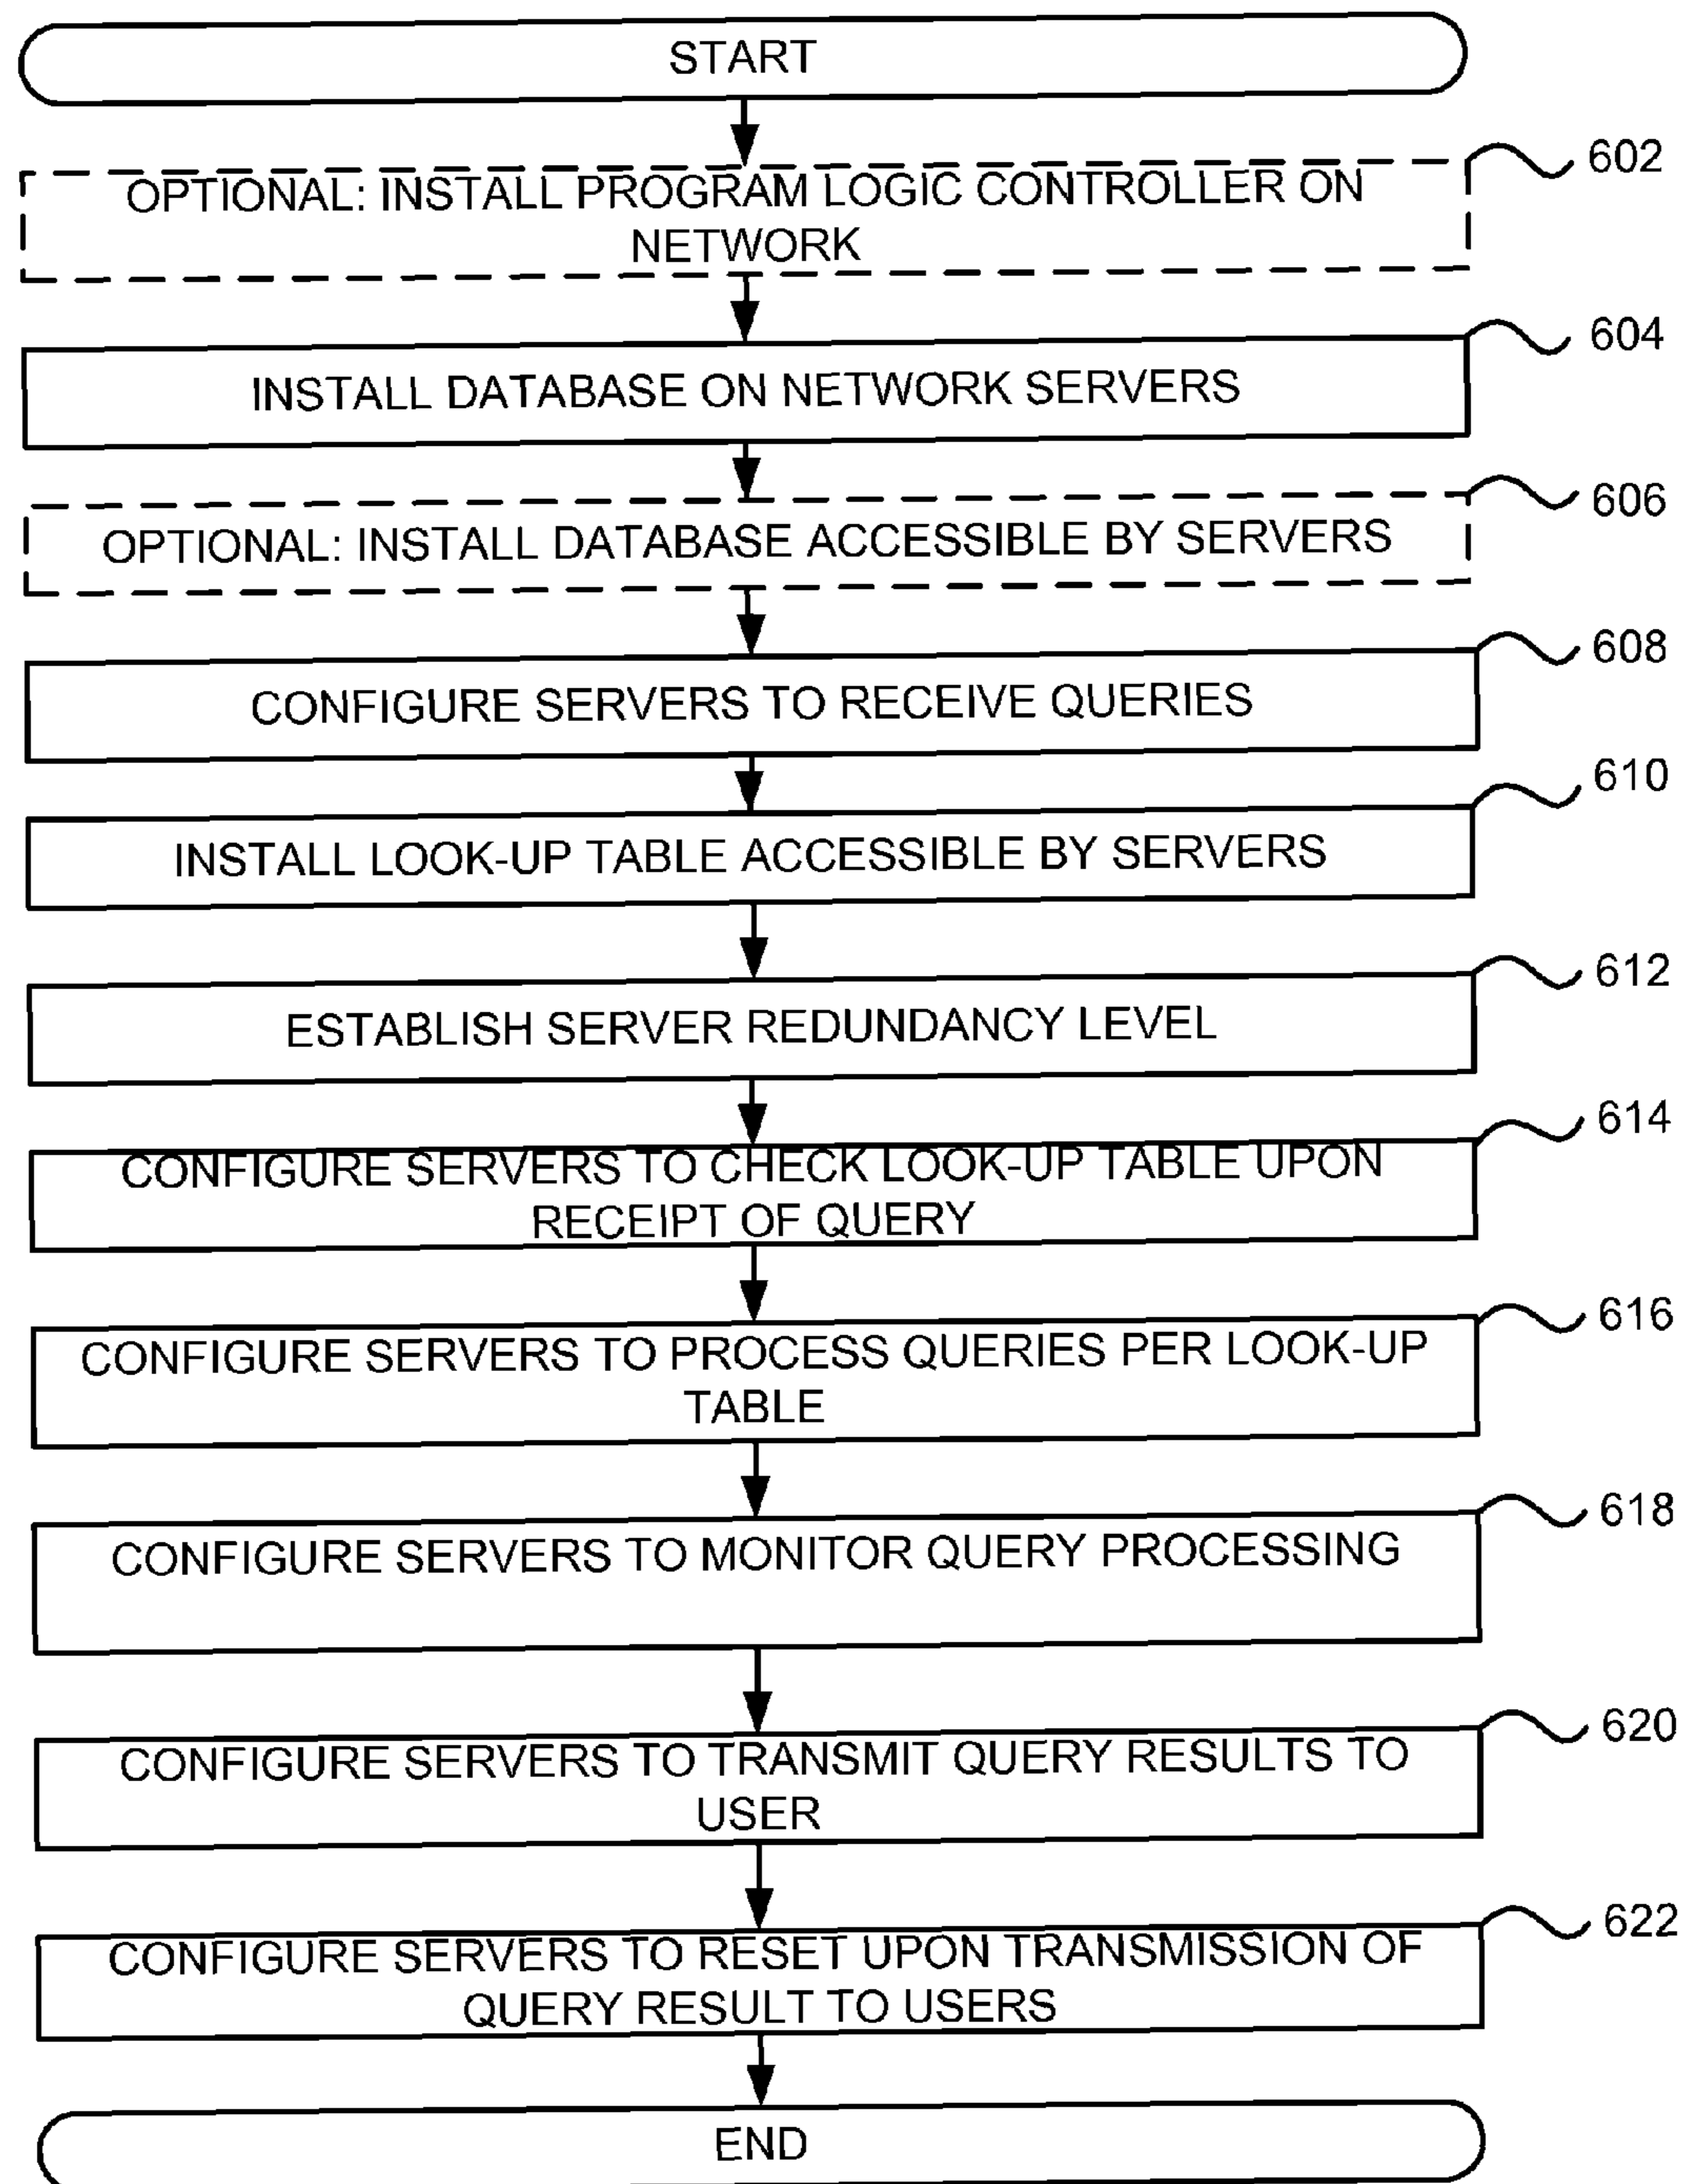 START
602
OPTIONAL: INSTALL PROGRAM LOGIC CONTROLLER ON
NETWORK
604
INSTALL DATABASE ON NETWORK SERVERS
606
OPTIONAL: INSTALL DATABASE ACCESSIBLE BY SERVERS
608
CONFIGURE SERVERS TO RECEIVE QUERIES
610
INSTALL LOOK-UP TABLE ACCESSIBLE BY SERVERS
612
ESTABLISH SERVER REDUNDANCY LEVEL
614
CONFIGURE SERVERS TO CHECK LOOK-UP TABLE UPON
RECEIPT OF QUERY
616
CONFIGURE SERVERS TO PROCESS QUERIES PER LOOK-UP
TABLE
618
CONFIGURE SERVERS TO MONITOR QUERY PROCESSING
620
CONFIGURE SERVERS TO TRANSMIT QUERY RESULTS TO
USER
622
CONFIGURE SERVERS TO RESET UPON TRANSMISSION OF
QUERY RESULT TO USERS
END